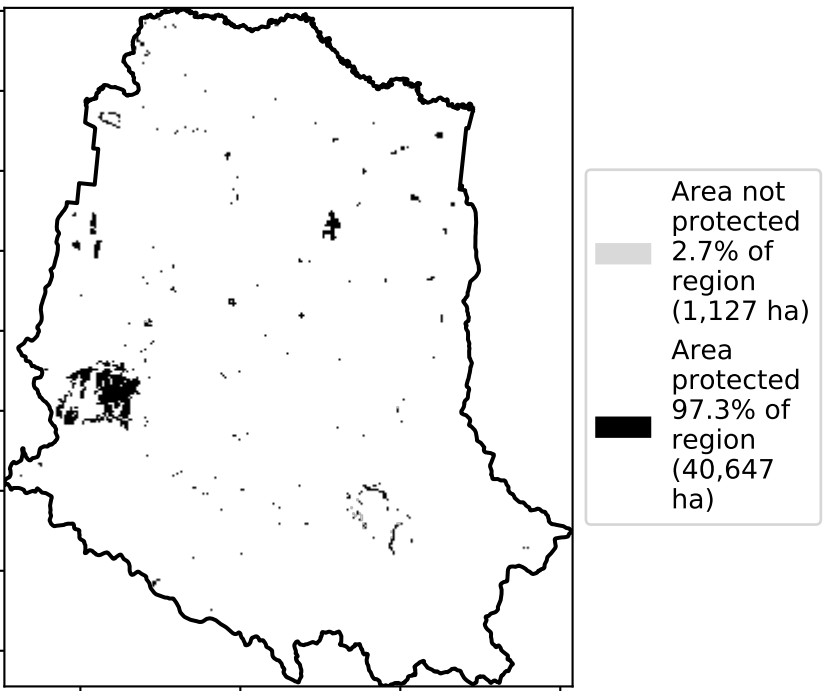 Area not
protected
2.7% of
region
(1,127 ha)
Area
protected
97.3% of
region
(40,647
ha)